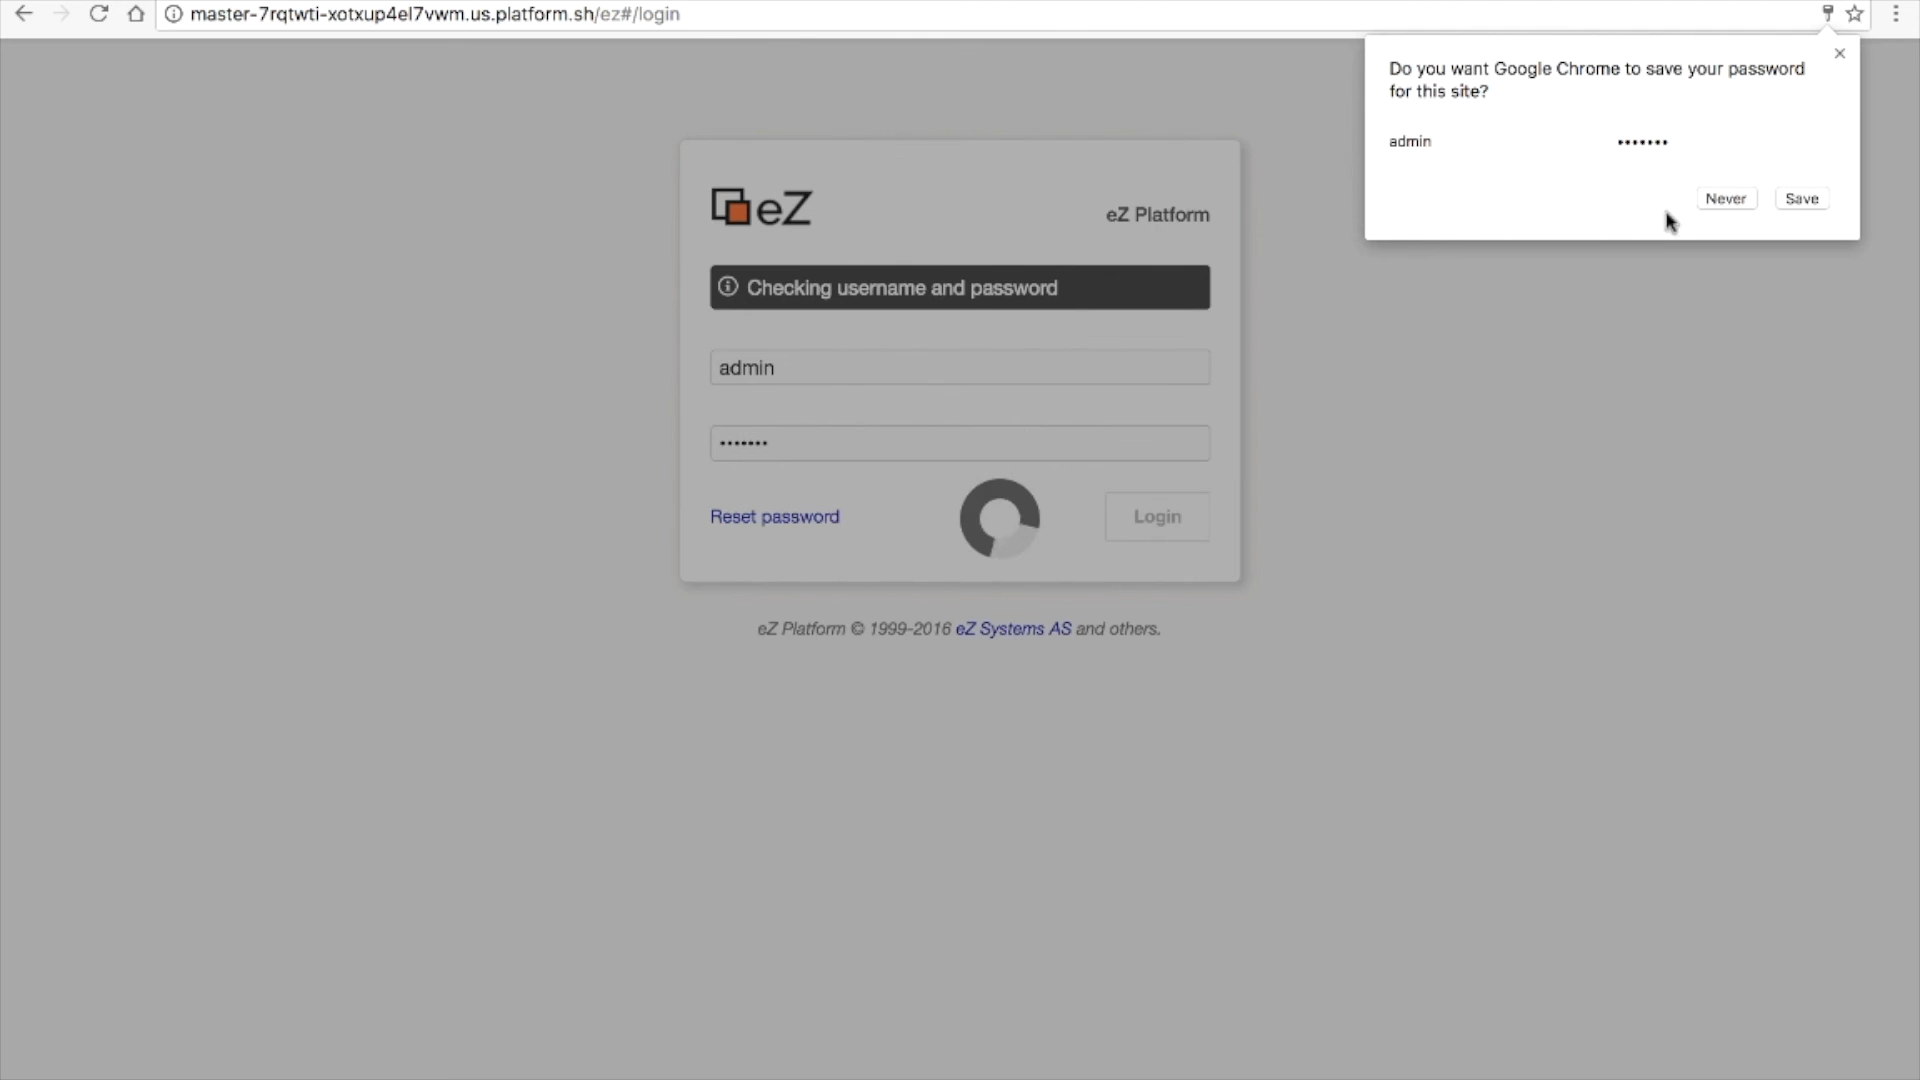 master-7rqtwti-xotxup4el7vwm.us.platform.sh/ez#/login
Do you want Google Chrome to save your password
for this site?
admin •••••••
Never Save
eZ
eZ Platform
Checking username and password
admin
•••••••
Reset password
Login
eZ Platform © 1999-2016 eZ Systems AS and others.